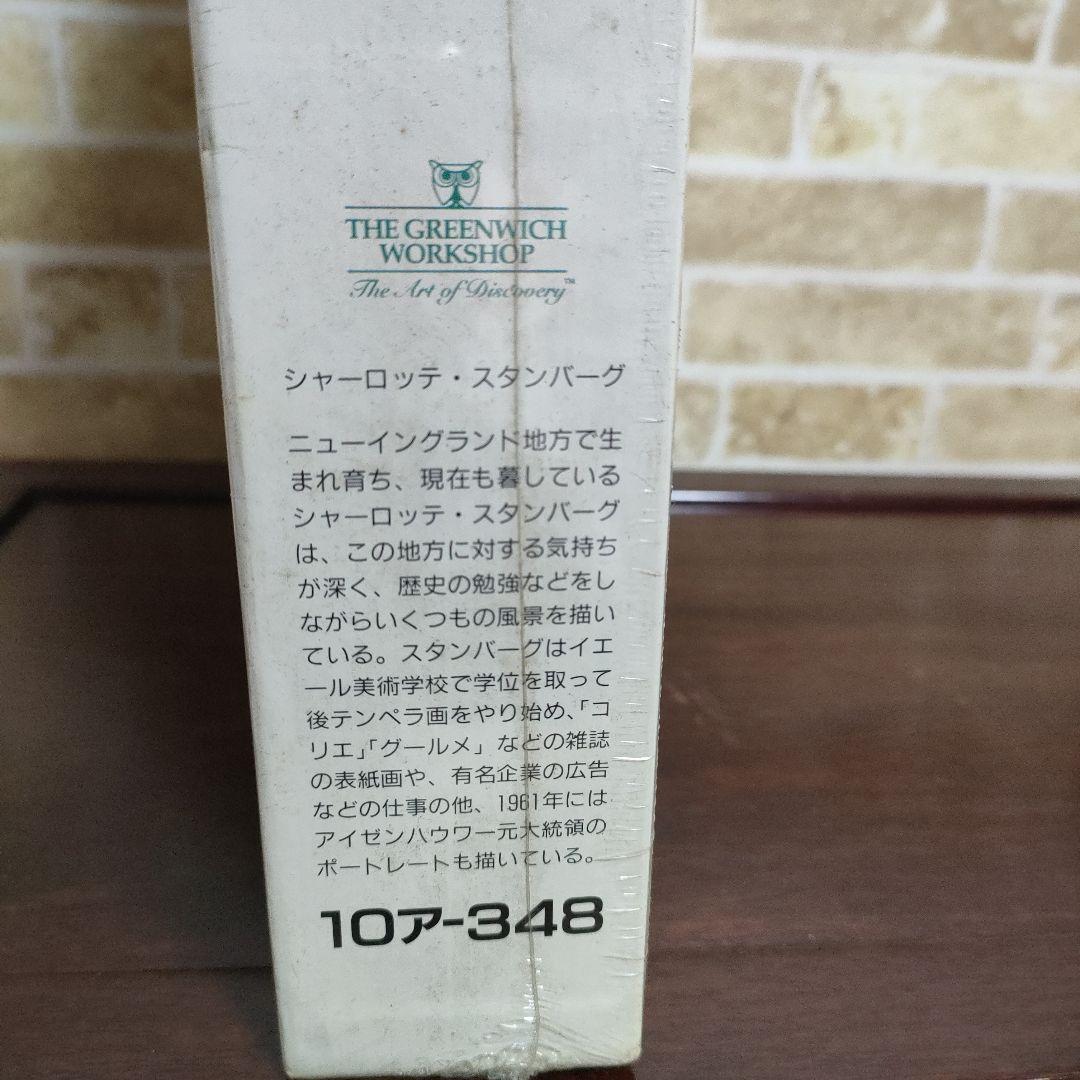 THE GREENWICH
WORKSHOP
The Art of Discovery™
シャーロッテ・スタンバーグ
ニューイングランド地方で生
まれ育ち、現在も暮している
シャーロッテ・スタンバーグ
は、この地方に対する気持ち
が深く、歴史の勉強などをし
ながらいくつもの風景を描い
ている。スタンバーグはイエ
ール美術学校で学位を取って
後テンペラ画をやり始め、「コ
リエ」「グールメ」などの雑誌
の表紙画や、有名企業の広告
などの仕事の他、1961年には
アイゼンハウワー元大統領の
ポートレートも描いている。
10ア-348